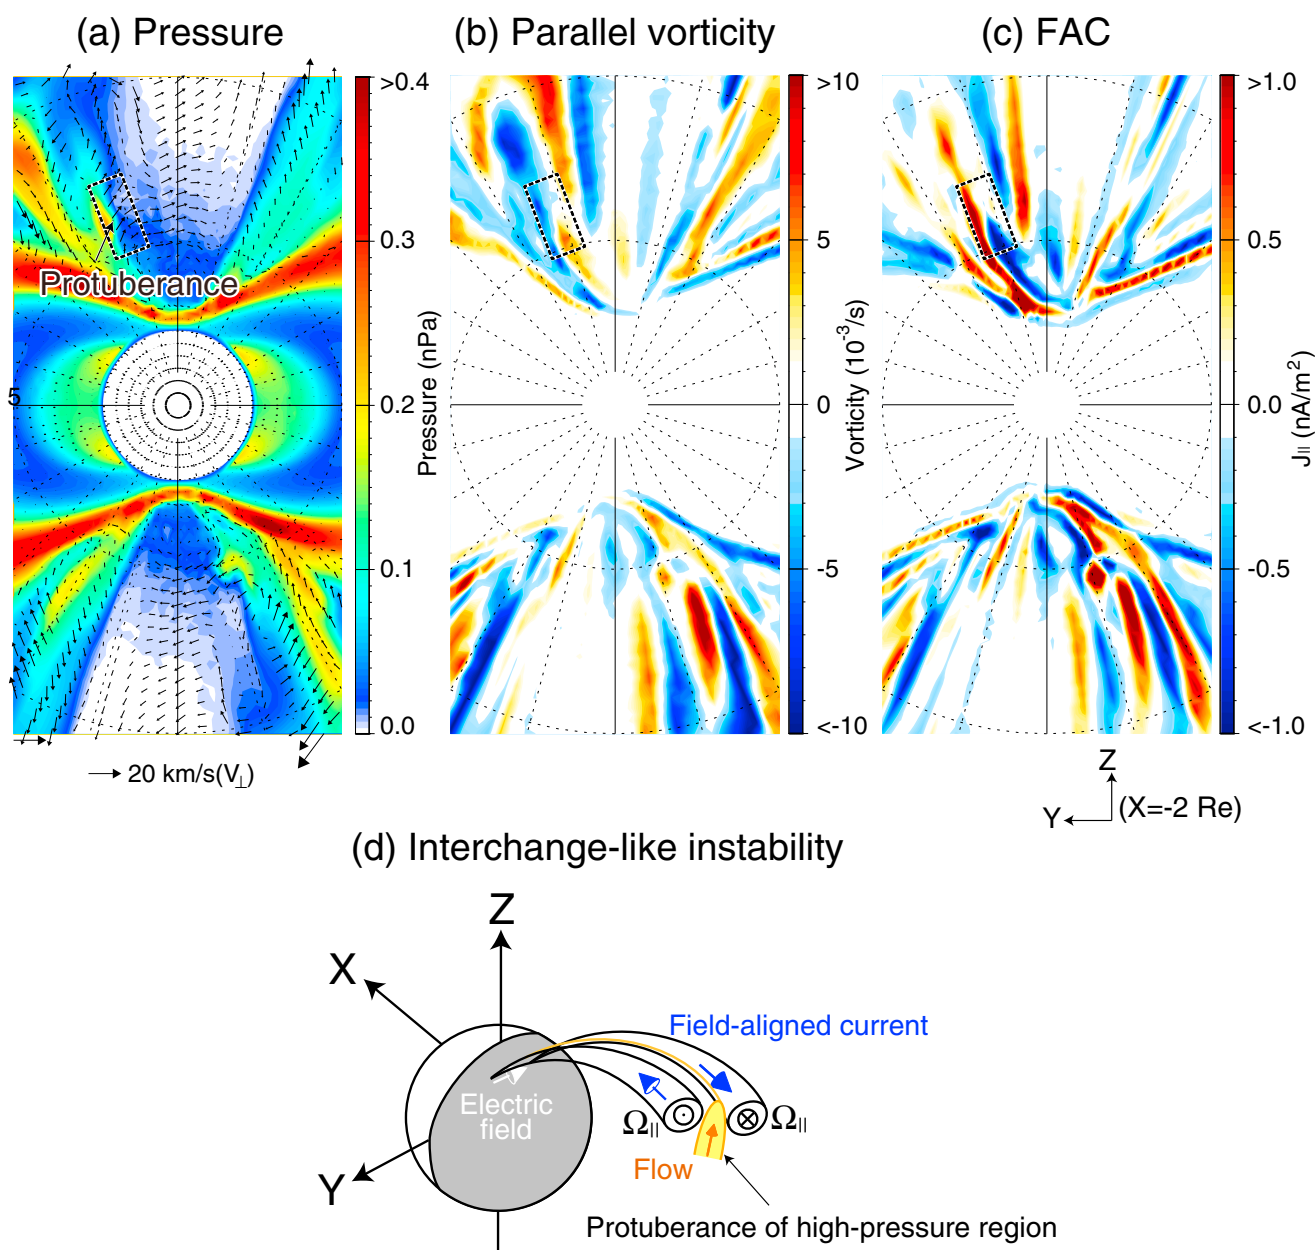 (a) Pressure
(b) Parallel vorticity
(c) FAC
Protuberance
5
>0.4
0.3
0.2
0.1
0.0
Pressure (nPa)
>10
5
0
-5
<-10
Vorticity (10⁻³/s)
>1.0
0.5
0.0
-0.5
<-1.0
J∥ (nA/m²)
20 km/s(V⊥)
Z
Y
(X=-2 Re)
(d) Interchange-like instability
Z
X
Y
Field-aligned current
Electric
field
Ω∥
Ω∥
Flow
Protuberance of high-pressure region